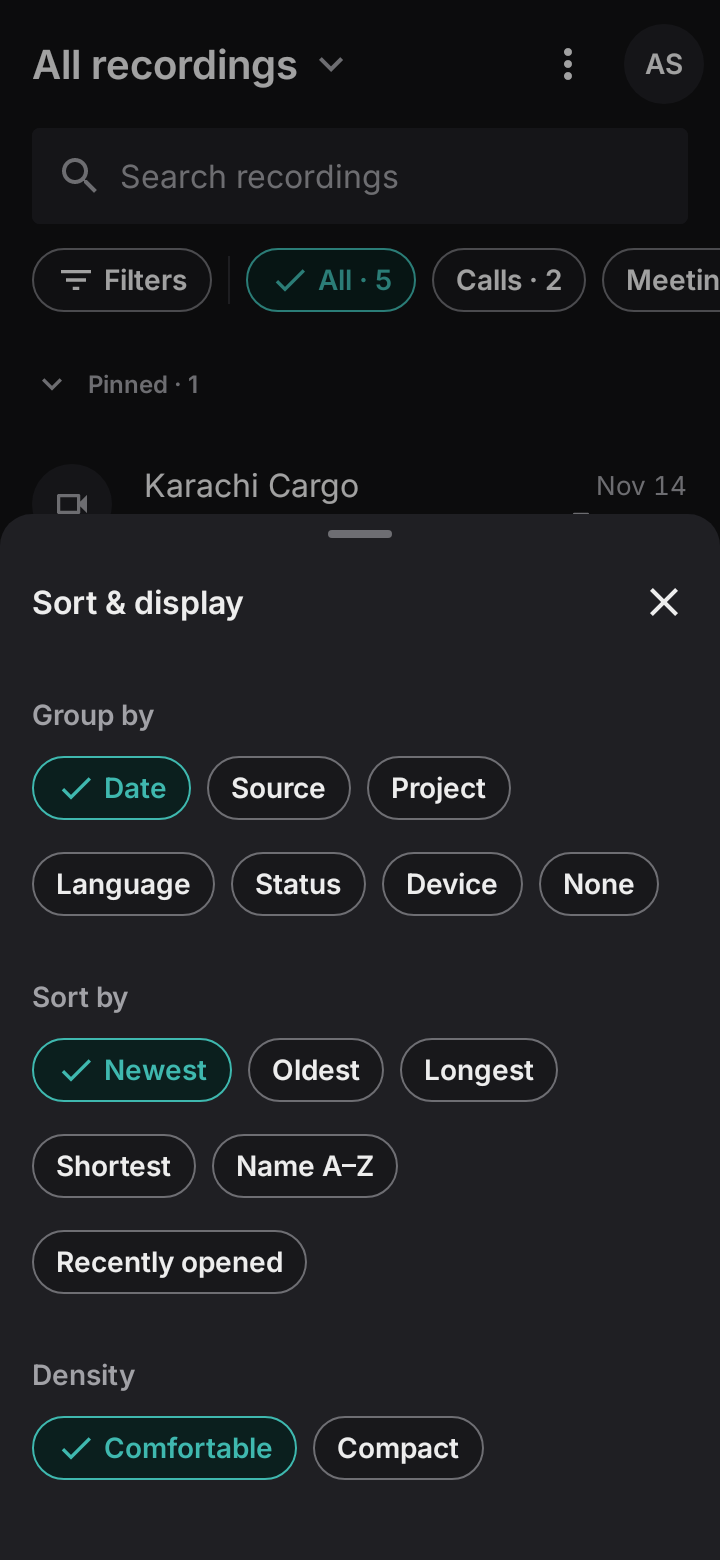 All recordings
AS
Search recordings
Filters All · 5 Calls · 2 Meetin
Pinned · 1
Karachi Cargo Nov 14
Sort & display
Group by
Date Source Project
Language Status Device None
Sort by
Newest Oldest Longest
Shortest Name A–Z
Recently opened
Density
Comfortable Compact